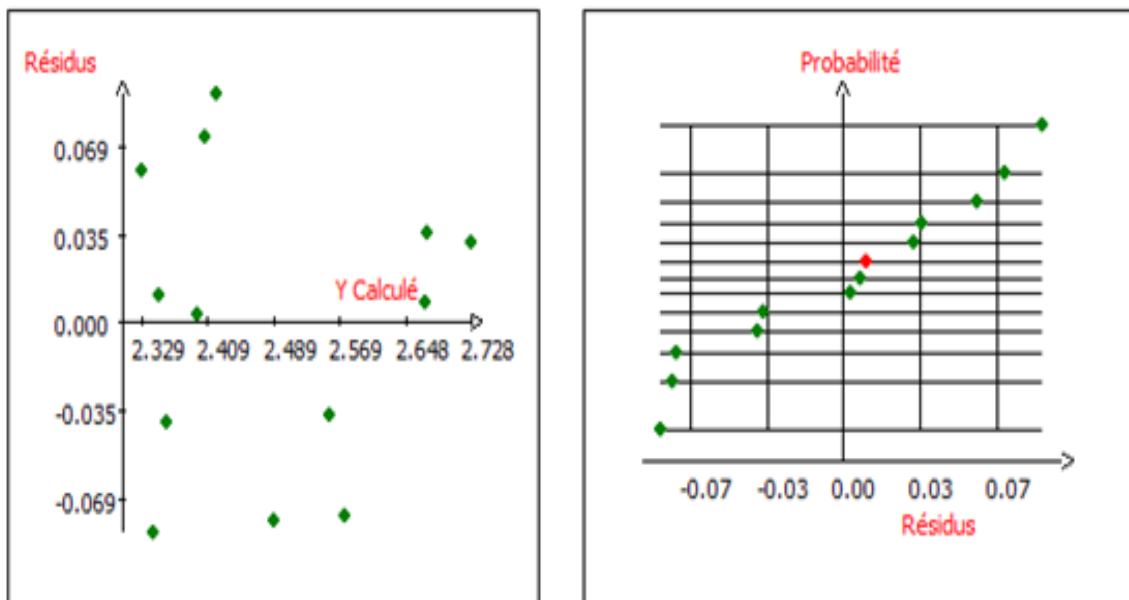 Résidus
0.069
0.035
Y Calculé
0.000
2.329 2.409 2.489 2.569 2.648 2.728
-0.035
-0.069
Probabilité
-0.07 -0.03 0.00 0.03 0.07
Résidus